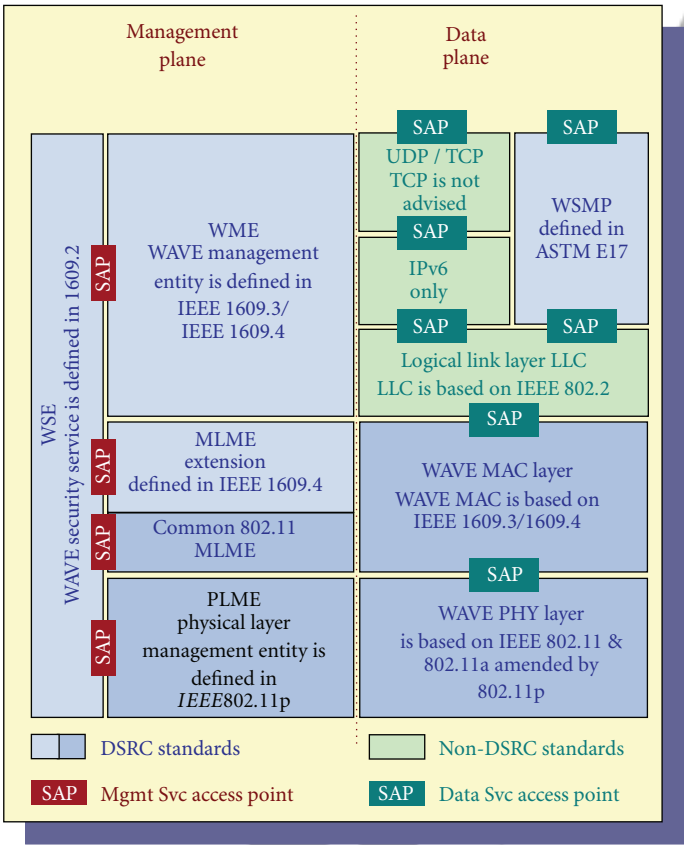 Management
plane
Data
plane
WSE
WAVE security service is defined in 1609.2
SAP
WME
WAVE management
entity is defined in
IEEE 1609.3/
IEEE 1609.4
SAP
MLME
extension
defined in IEEE 1609.4
SAP
Common 802.11
MLME
SAP
PLME
physical layer
management entity is
defined in
IEEE802.11p
SAP
UDP / TCP
TCP is not
advised
SAP
WSMP
defined in
ASTM E17
SAP
IPv6
only
SAP
SAP
Logical link layer LLC
LLC is based on IEEE 802.2
SAP
WAVE MAC layer
WAVE MAC is based on
IEEE 1609.3/1609.4
SAP
WAVE PHY layer
is based on IEEE 802.11 &
802.11a amended by
802.11p
DSRC standards
Non-DSRC standards
SAP Mgmt Svc access point
SAP Data Svc access point